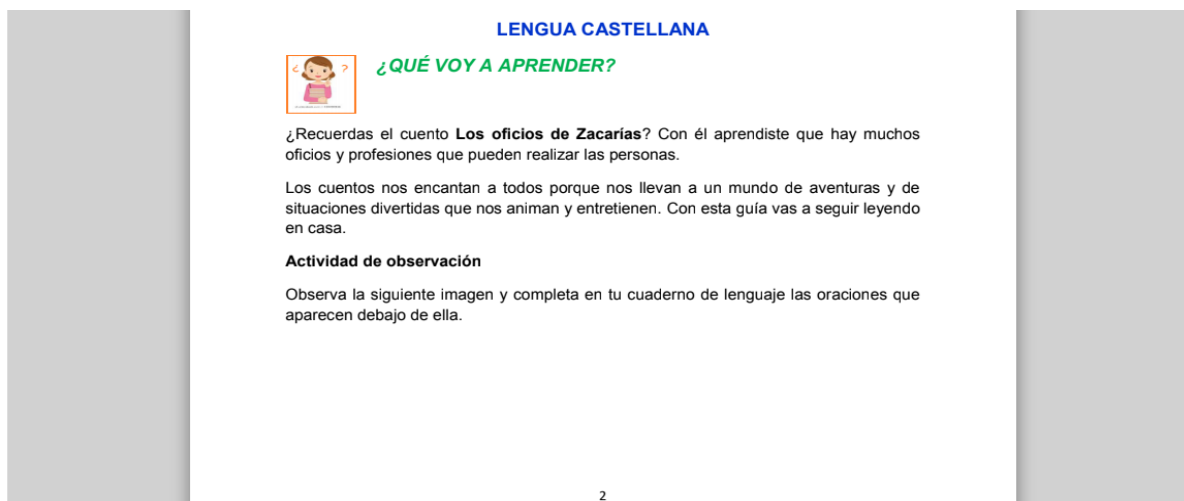 LENGUA CASTELLANA
¿QUÉ VOY A APRENDER?
¿ ?
¿Recuerdas el cuento Los oficios de Zacarías? Con él aprendiste que hay muchos
oficios y profesiones que pueden realizar las personas.
Los cuentos nos encantan a todos porque nos llevan a un mundo de aventuras y de
situaciones divertidas que nos animan y entretienen. Con esta guía vas a seguir leyendo
en casa.
Actividad de observación
Observa la siguiente imagen y completa en tu cuaderno de lenguaje las oraciones que
aparecen debajo de ella.
2